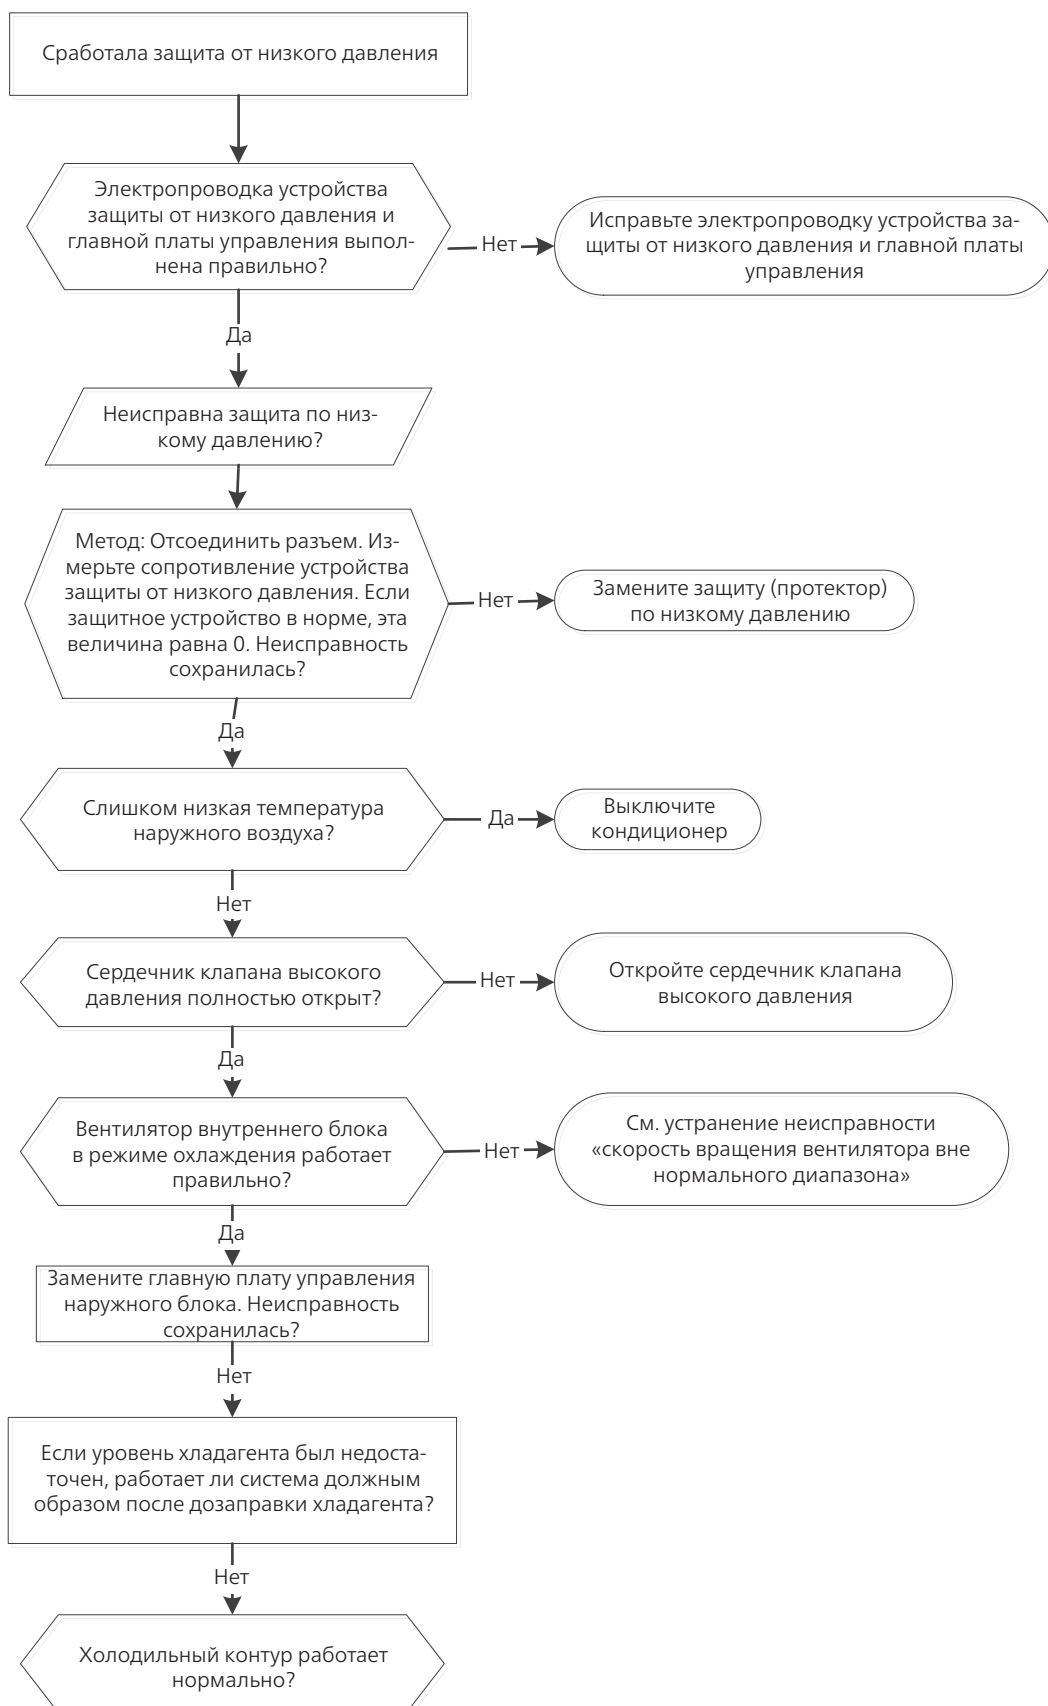 Сработала защита от низкого давления
Электропроводка устройства
защиты от низкого давления и
главной платы управления выпол-
нена правильно?
Нет
Исправьте электропроводку устройства за-
щиты от низкого давления и главной платы
управления
Да
Неисправна защита по низ-
кому давлению?
Метод: Отсоединить разъем. Из-
мерьте сопротивление устройства
защиты от низкого давления. Если
защитное устройство в норме, эта
величина равна 0. Неисправность
сохранилась?
Нет
Замените защиту (протектор)
по низкому давлению
Да
Слишком низкая температура
наружного воздуха?
Да
Выключите
кондиционер
Нет
Сердечник клапана высокого
давления полностью открыт?
Нет
Откройте сердечник клапана
высокого давления
Да
Вентилятор внутреннего блока
в режиме охлаждения работает
правильно?
Нет
См. устранение неисправности
«скорость вращения вентилятора вне
нормального диапазона»
Да
Замените главную плату управления
наружного блока. Неисправность
сохранилась?
Нет
Если уровень хладагента был недоста-
точен, работает ли система должным
образом после дозаправки хладагента?
Нет
Холодильный контур работает
нормально?